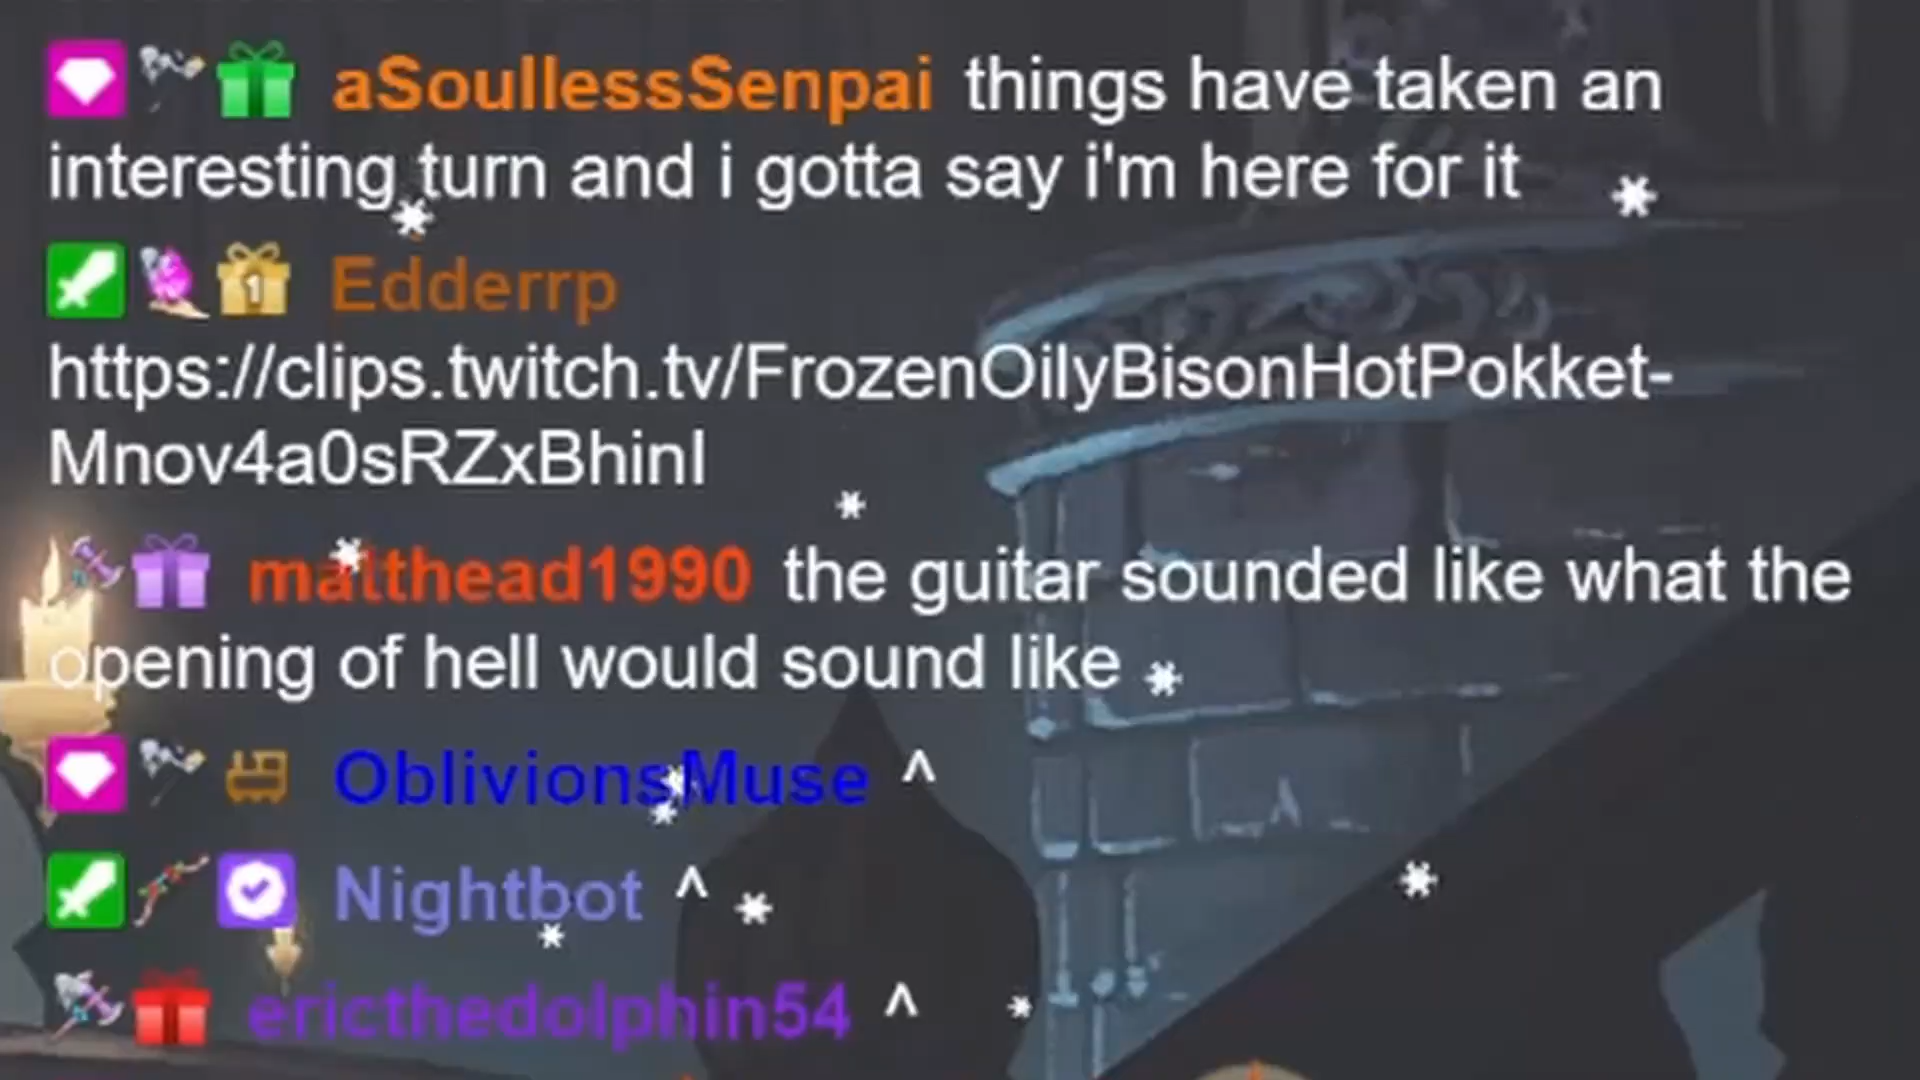 aSoullessSenpai things have taken an
interesting turn and i gotta say i'm here for it
1 Edderrp
https://clips.twitch.tv/FrozenOilyBisonHotPokket-
Mnov4a0sRZxBhinI
malthead1990 the guitar sounded like what the
opening of hell would sound like
OblivionsMuse ^
Nightbot ^
ericthedolphin54 ^